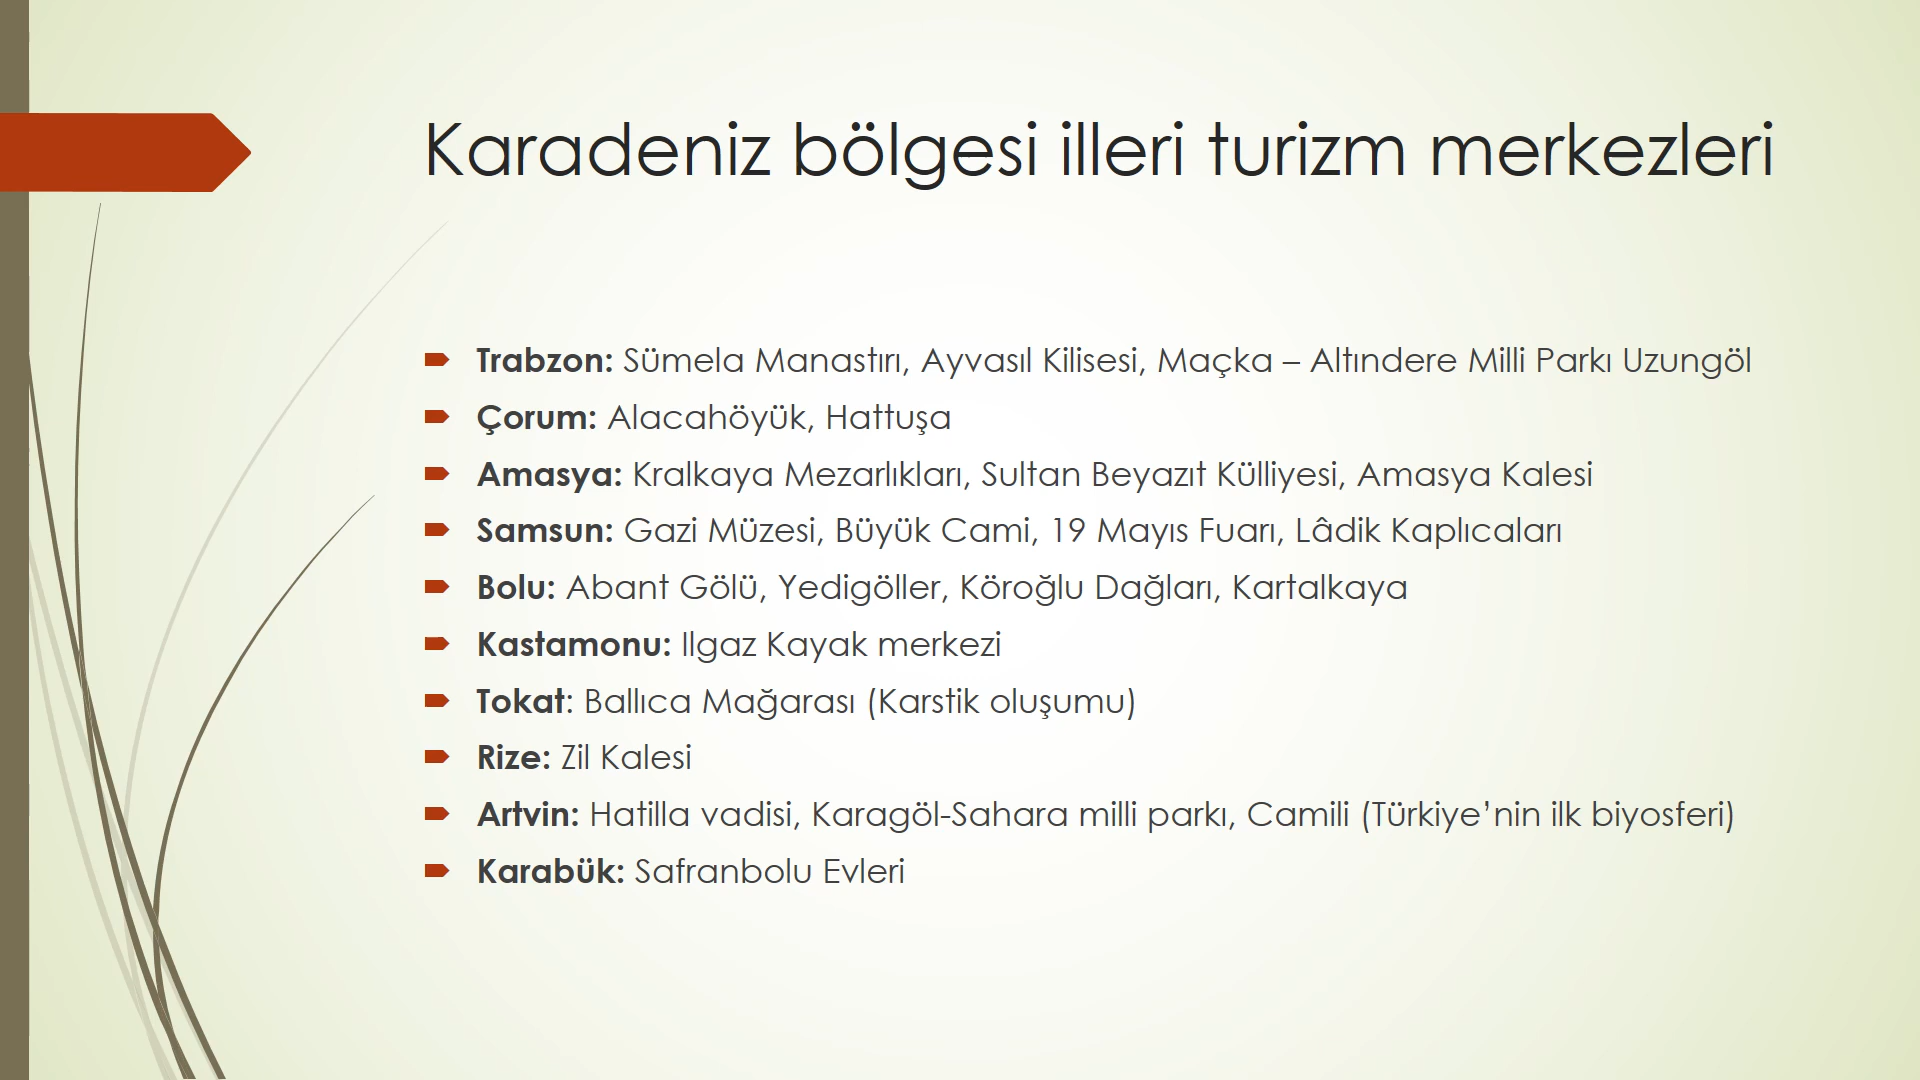 Karadeniz bölgesi illeri turizm merkezleri
Trabzon: Sümela Manastırı, Ayvasıl Kilisesi, Maçka – Altındere Milli Parkı Uzungöl
Çorum: Alacahöyük, Hattuşa
Amasya: Kralkaya Mezarlıkları, Sultan Beyazıt Külliyesi, Amasya Kalesi
Samsun: Gazi Müzesi, Büyük Cami, 19 Mayıs Fuarı, Lâdik Kaplıcaları
Bolu: Abant Gölü, Yedigöller, Köroğlu Dağları, Kartalkaya
Kastamonu: Ilgaz Kayak merkezi
Tokat: Ballıca Mağarası (Karstik oluşumu)
Rize: Zil Kalesi
Artvin: Hatilla vadisi, Karagöl-Sahara milli parkı, Camili (Türkiye’nin ilk biyosferi)
Karabük: Safranbolu Evleri